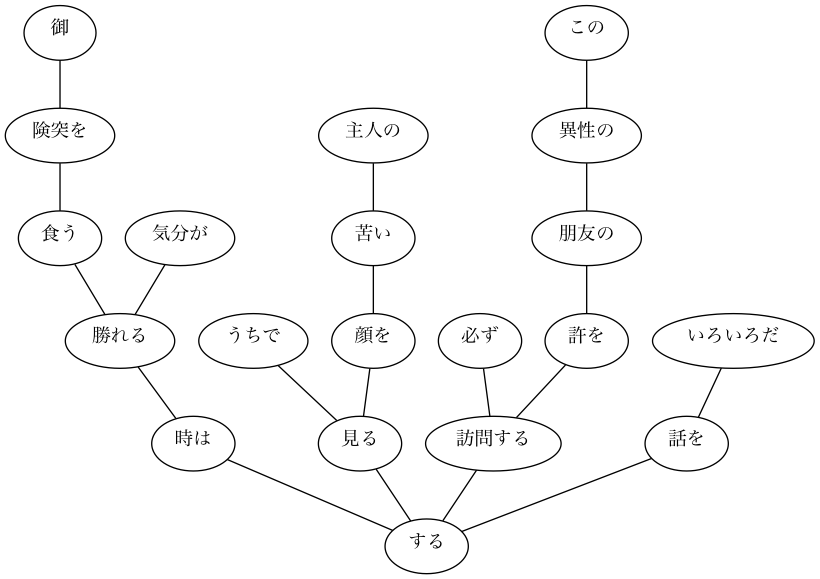 御
この
険突を
主人の
異性の
食う
気分が
苦い
朋友の
勝れる
うちで
顔を
必ず
許を
いろいろだ
時は
見る
訪問する
話を
する